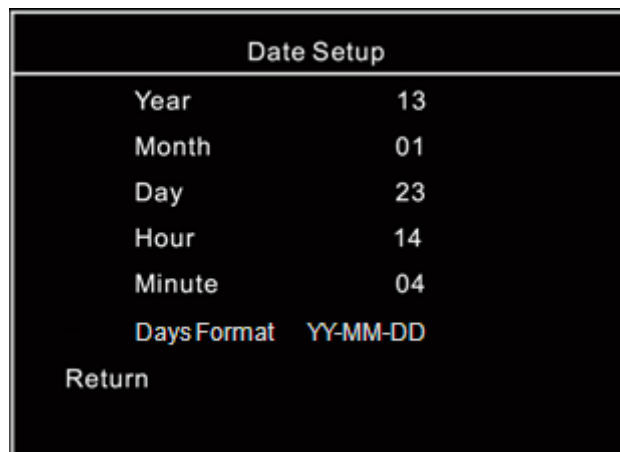 Date Setup
Year 13
Month 01
Day 23
Hour 14
Minute 04
Days Format YY-MM-DD
Return